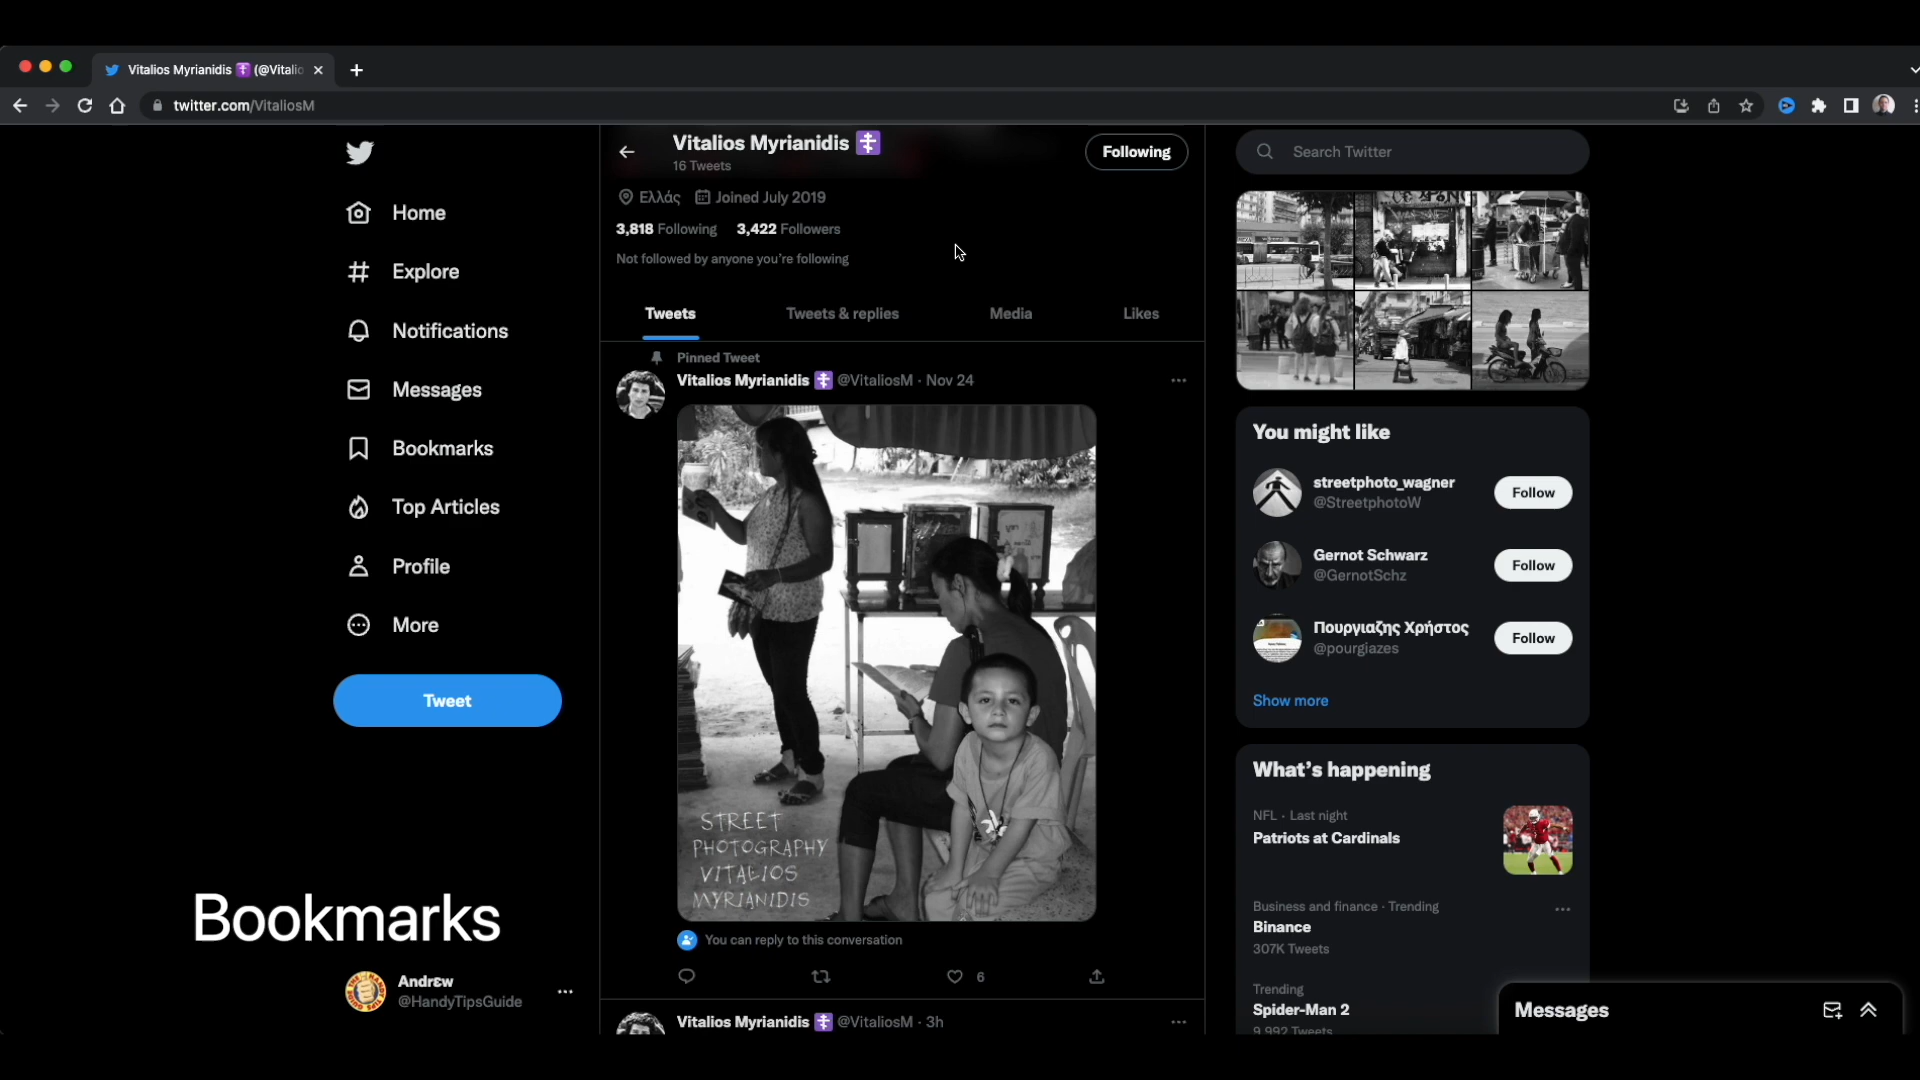 Vitalios Myrianidis ☦ (@Vitalio
twitter.com/VitaliosM
Home
Explore
Notifications
Messages
Bookmarks
Top Articles
Profile
More
Tweet
Bookmarks
Andrɛw
@HandyTipsGuide
Vitalios Myrianidis ☦
16 Tweets
Following
Ελλάς Joined July 2019
3,818 Following 3,422 Followers
Not followed by anyone you're following
Tweets Tweets & replies Media Likes
Pinned Tweet
Vitalios Myrianidis ☦ @VitaliosM · Nov 24
STREET
PHOTOGRAPHY
VITALIOS
MYRIANIDIS
You can reply to this conversation
6
Vitalios Myrianidis ☦ @VitaliosM · 3h
Search Twitter
You might like
streetphoto_wagner
@StreetphotoW
Follow
Gernot Schwarz
@GernotSchz
Follow
Πουργιαζης Χρήστος
@pourgiazes
Follow
Show more
What's happening
NFL · Last night
Patriots at Cardinals
Business and finance · Trending
Binance
307K Tweets
Trending
Spider-Man 2
9,992 Tweets
Messages